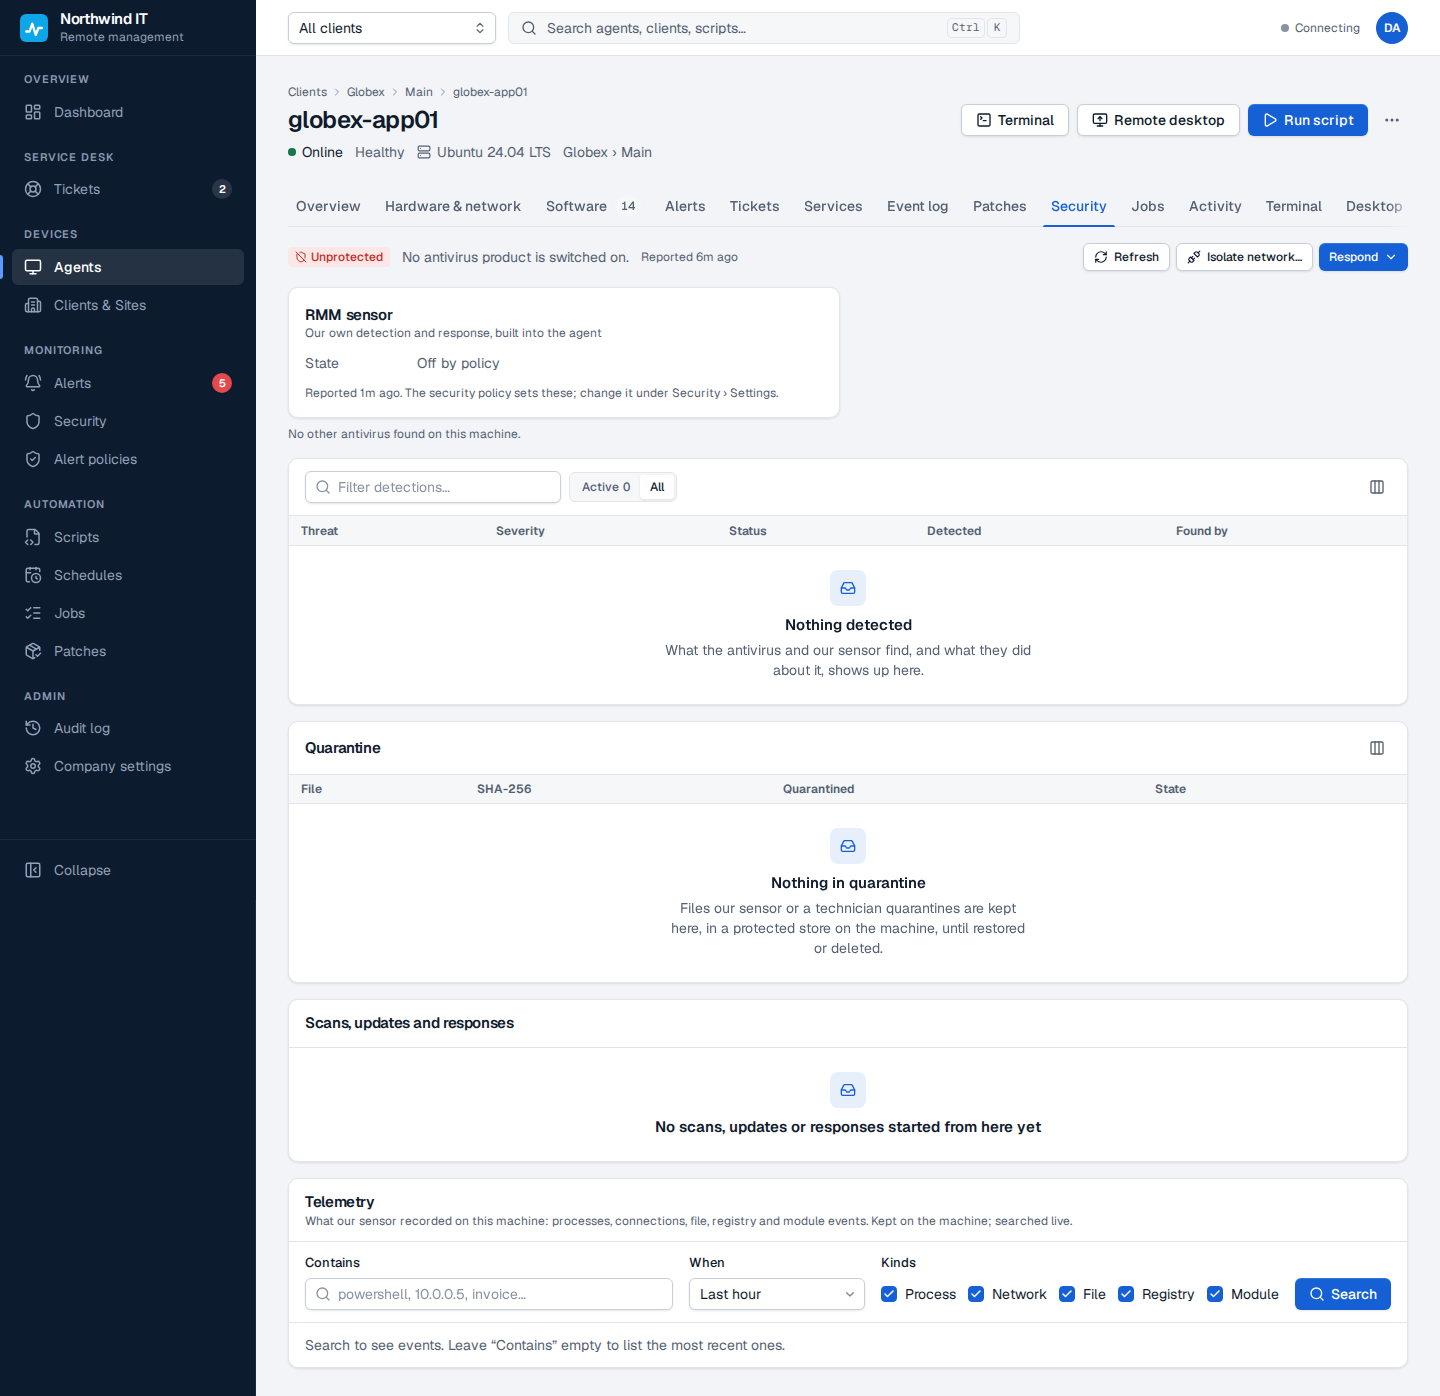 Northwind IT
Remote management
All clients
Search agents, clients, scripts...
Ctrl K
Connecting
DA
OVERVIEW
Dashboard
SERVICE DESK
Tickets 2
DEVICES
Agents
Clients & Sites
MONITORING
Alerts 5
Security
Alert policies
AUTOMATION
Scripts
Schedules
Jobs
Patches
ADMIN
Audit log
Company settings
Collapse
Clients › Globex › Main › globex-app01
globex-app01
Terminal
Remote desktop
Run script
Online Healthy Ubuntu 24.04 LTS Globex › Main
Overview Hardware & network Software 14 Alerts Tickets Services Event log Patches Security Jobs Activity Terminal Desktop
Unprotected No antivirus product is switched on. Reported 6m ago
Refresh
Isolate network...
Respond
RMM sensor
Our own detection and response, built into the agent
State Off by policy
Reported 1m ago. The security policy sets these; change it under Security › Settings.
No other antivirus found on this machine.
Filter detections...
Active 0 All
Threat Severity Status Detected Found by
Nothing detected
What the antivirus and our sensor find, and what they did
about it, shows up here.
Quarantine
File SHA-256 Quarantined State
Nothing in quarantine
Files our sensor or a technician quarantines are kept
here, in a protected store on the machine, until restored
or deleted.
Scans, updates and responses
No scans, updates or responses started from here yet
Telemetry
What our sensor recorded on this machine: processes, connections, file, registry and module events. Kept on the machine; searched live.
Contains When Kinds
powershell, 10.0.0.5, invoice... Last hour Process Network File Registry Module Search
Search to see events. Leave “Contains” empty to list the most recent ones.